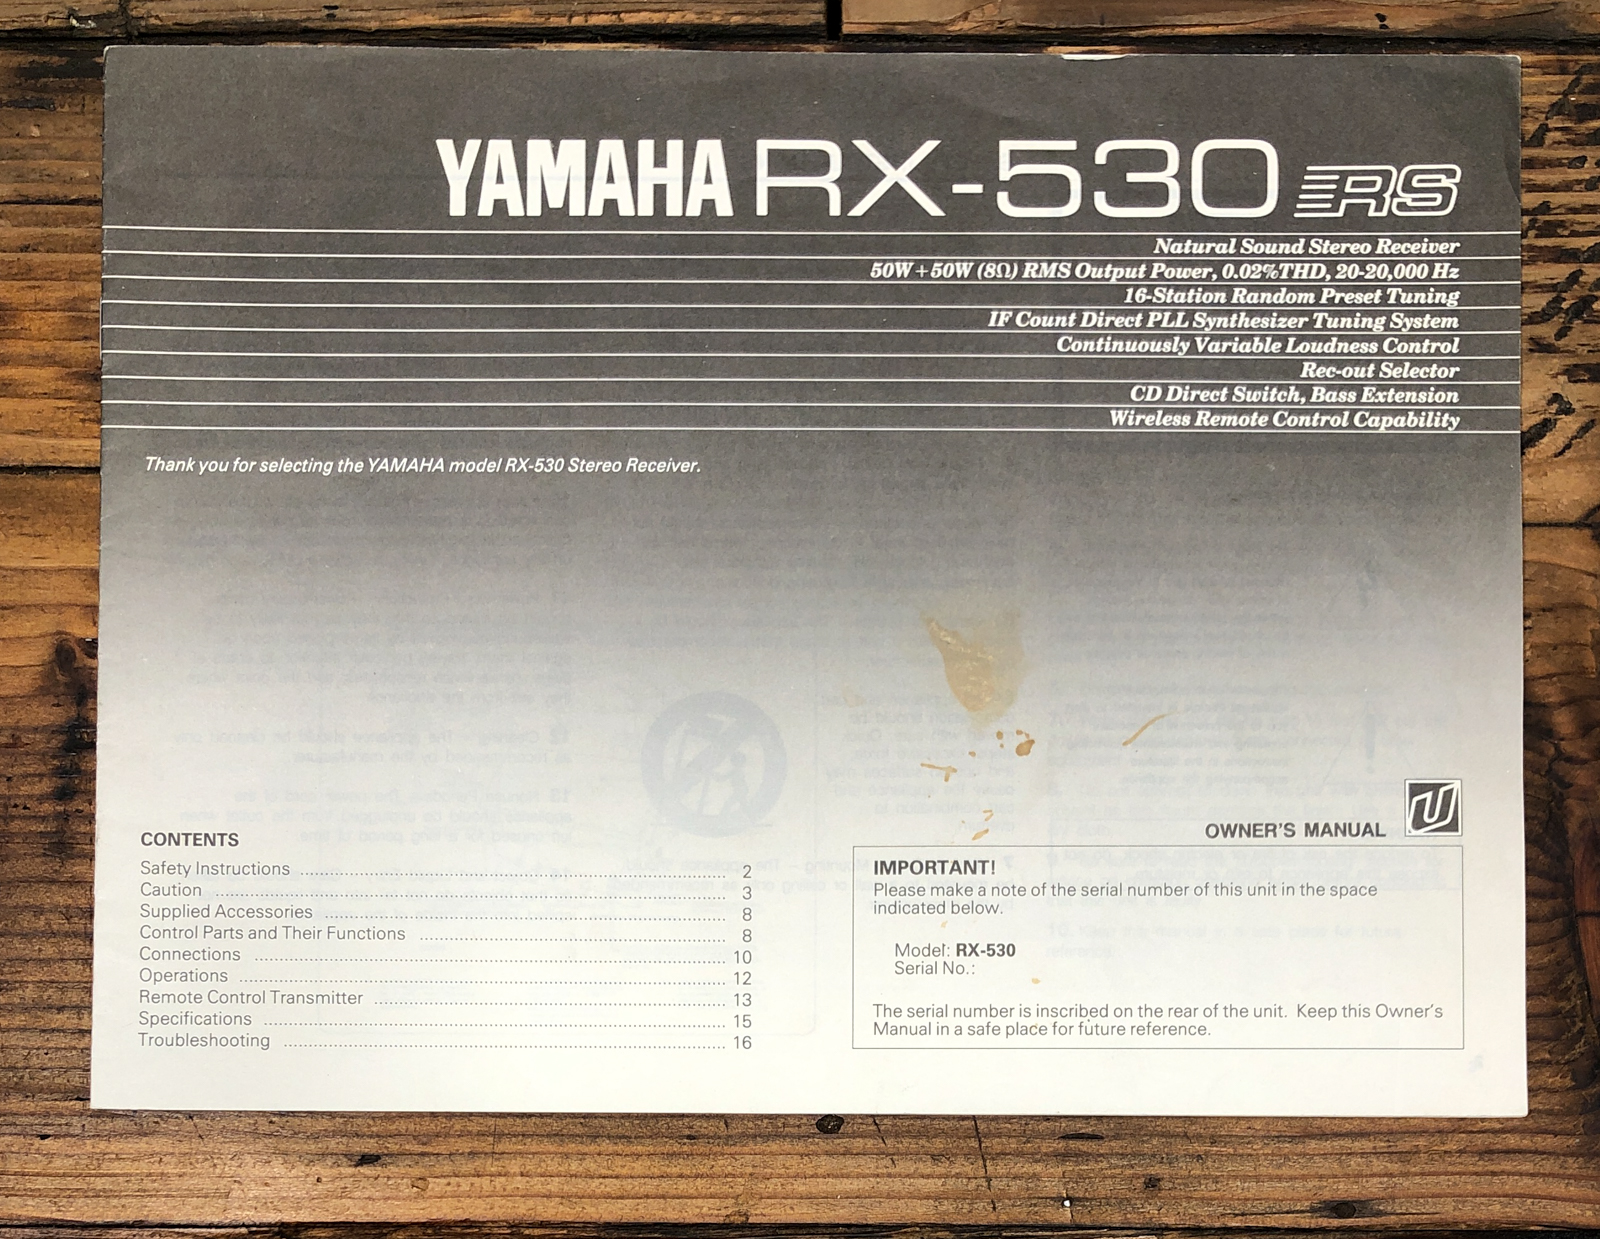 YAMAHA RX-530 RS
Natural Sound Stereo Receiver
50W+50W (8Ω) RMS Output Power, 0.02%THD, 20-20,000 Hz
16-Station Random Preset Tuning
IF Count Direct PLL Synthesizer Tuning System
Continuously Variable Loudness Control
Rec-out Selector
CD Direct Switch, Bass Extension
Wireless Remote Control Capability
Thank you for selecting the YAMAHA model RX-530 Stereo Receiver.
CONTENTS
Safety Instructions ........ 2
Caution ........ 3
Supplied Accessories ........ 8
Control Parts and Their Functions ........ 8
Connections ........ 10
Operations ........ 12
Remote Control Transmitter ........ 13
Specifications ........ 15
Troubleshooting ........ 16
OWNER'S MANUAL U
IMPORTANT!
Please make note of the serial number of this unit in the space
indicated below.
Model: RX-530
Serial No.:
The serial number is inscribed on the rear of the unit. Keep this Owner's
Manual in a safe place for future reference.